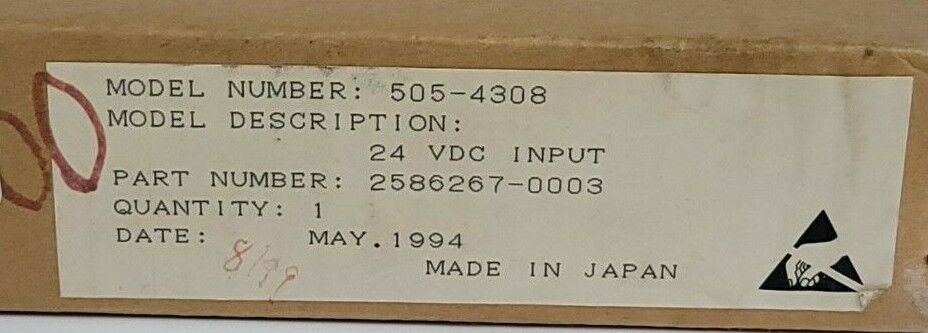 MODEL NUMBER: 505-4308
MODEL DESCRIPTION:
24 VDC INPUT
PART NUMBER: 2586267-0003
QUANTITY: 1
DATE: MAY.1994
MADE IN JAPAN